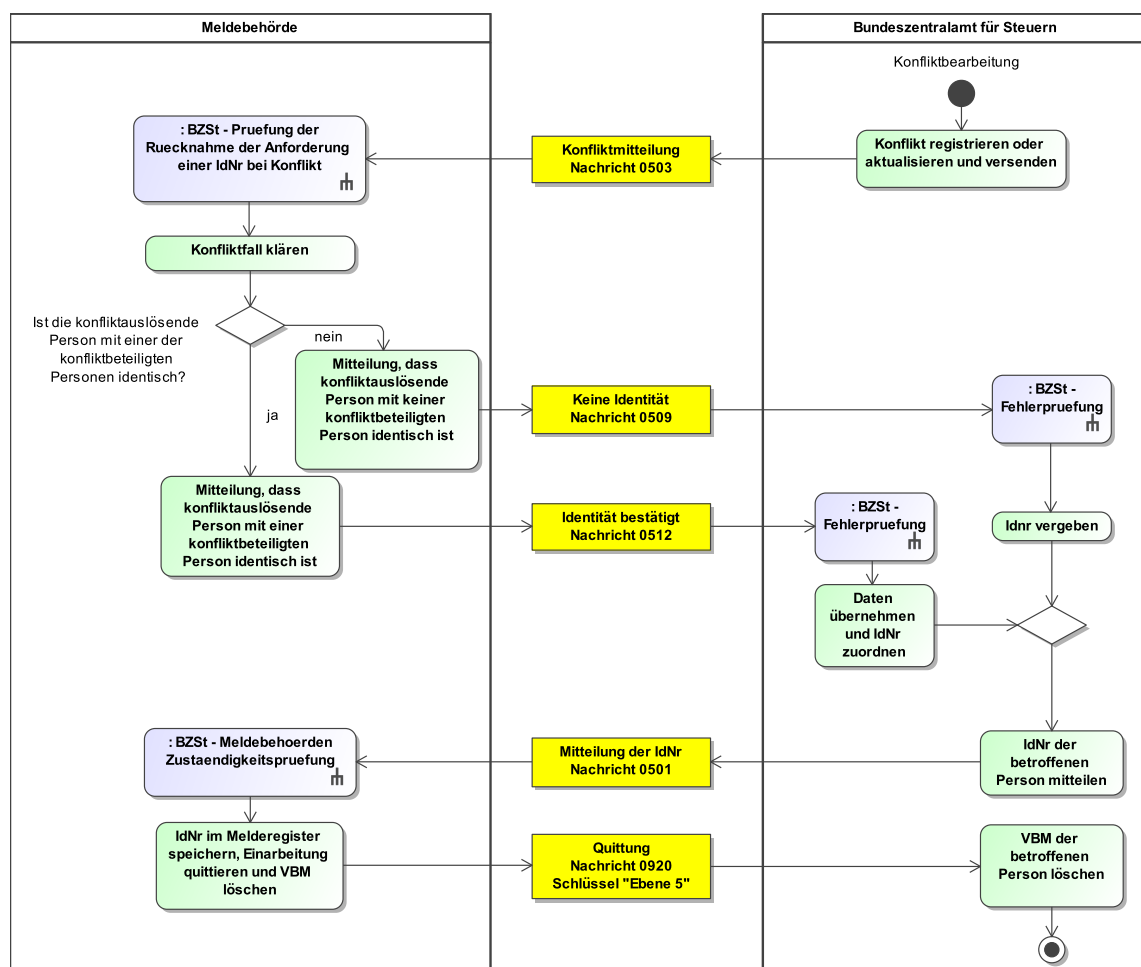 Meldebehörde
Bundeszentralamt für Steuern
Konfliktbearbeitung
: BZSt - Pruefung der
Ruecknahme der Anforderung
einer IdNr bei Konflikt
Konfliktmitteilung
Nachricht 0503
Konflikt registrieren oder
aktualisieren und versenden
Konfliktfall klären
Ist die konfliktauslösende
Person mit einer der
konfliktbeteiligten
Personen identisch?
nein
ja
Mitteilung, dass
konfliktauslösende
Person mit keiner
konfliktbeteiligten
Person identisch ist
Keine Identität
Nachricht 0509
: BZSt -
Fehlerpruefung
Mitteilung, dass
konfliktauslösende
Person mit einer
konfliktbeteiligten
Person identisch ist
Identität bestätigt
Nachricht 0512
: BZSt -
Fehlerpruefung
Idnr vergeben
Daten
übernehmen
und IdNr
zuordnen
: BZSt - Meldebehoerden
Zustaendigkeitspruefung
Mitteilung der IdNr
Nachricht 0501
IdNr der
betroffenen
Person mitteilen
IdNr im Melderegister
speichern, Einarbeitung
quittieren und VBM
löschen
Quittung
Nachricht 0920
Schlüssel "Ebene 5"
VBM der
betroffenen
Person löschen